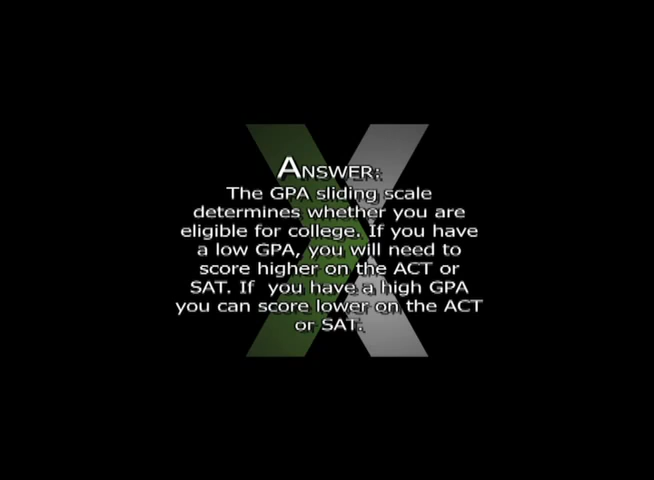 ANSWER:
The GPA sliding scale
determines whether you are
eligible for college. If you have
a low GPA, you will need to
score higher on the ACT or
SAT. If  you have a high GPA
you can score lower on the ACT
or SAT.